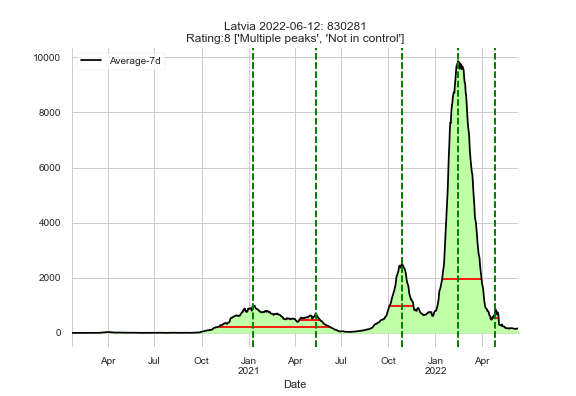 Latvia 2022-06-12: 830281
Rating:8 ['Multiple peaks', 'Not in control']
Average-7d
10000
8000
6000
4000
2000
0
Apr Jul Oct Jan Apr Jul Oct Jan Apr
2021 2022
Date